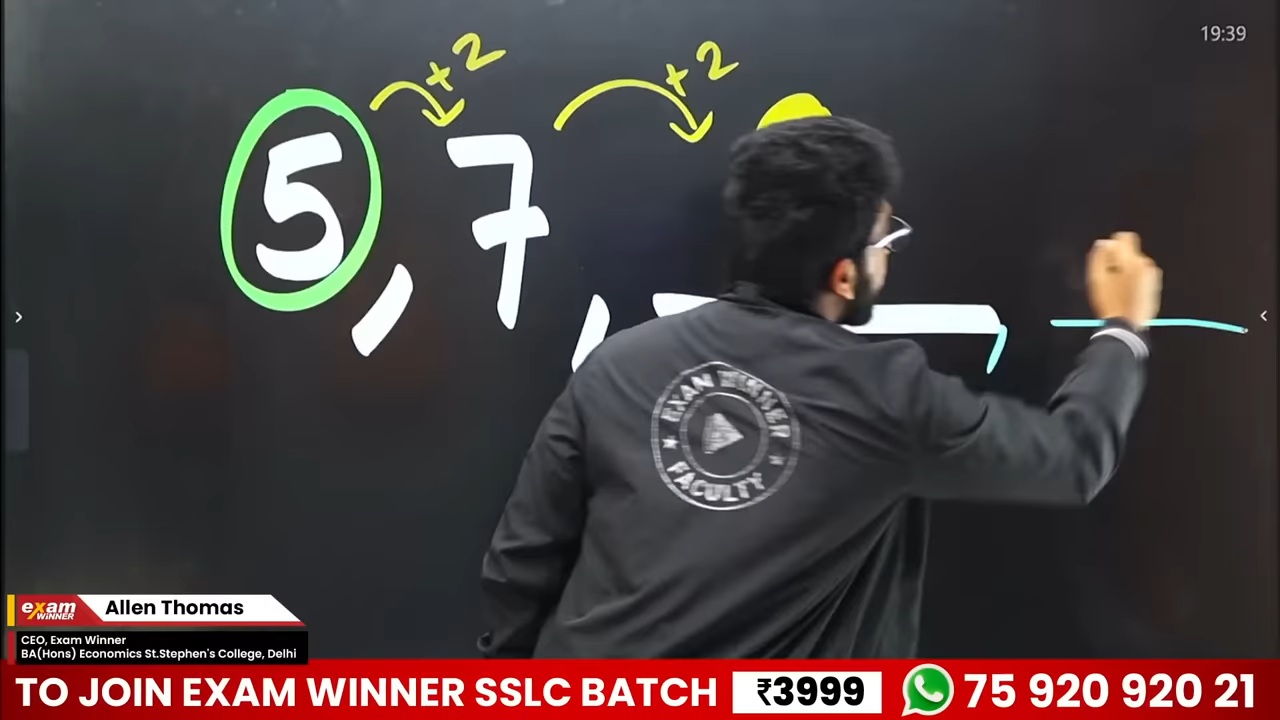 19:39
+2 +2
5, 7,
EXAM WINNER
FACULTY
exam WINNER
Allen Thomas
CEO, Exam Winner
BA(Hons) Economics St.Stephen's College, Delhi
TO JOIN EXAM WINNER SSLC BATCH ₹3999 75 920 920 21